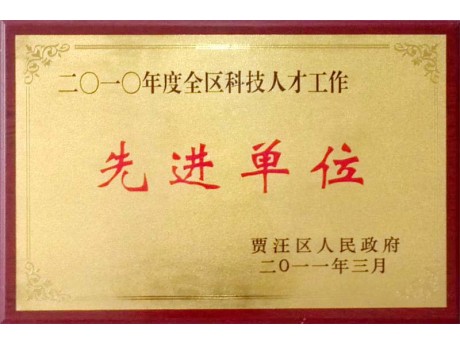 二〇一〇年度全区科技人才工作
先进单位
贾汪区人民政府
二〇一一年三月